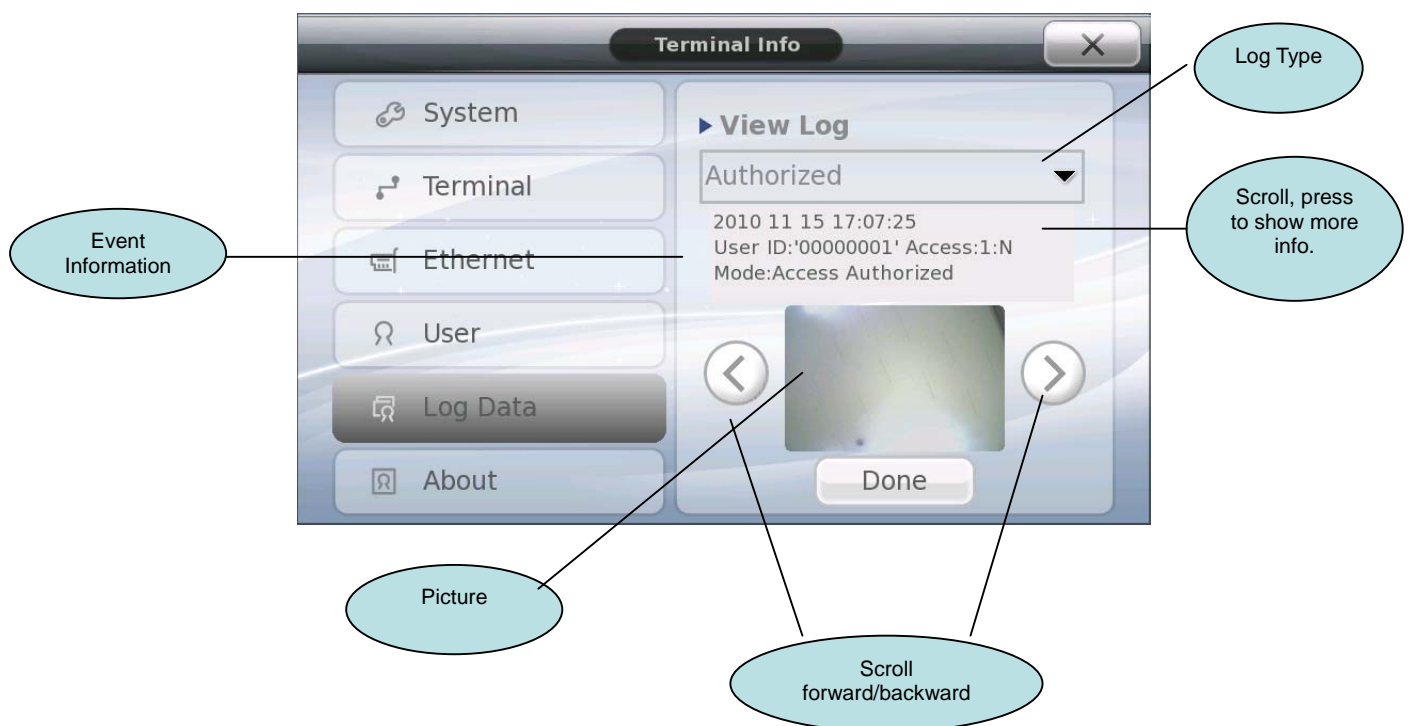 Terminal Info
Log Type
System
View Log
Authorized
Terminal
2010 11 15 17:07:25
User ID:'00000001' Access:1:N
Mode:Access Authorized
Scroll, press
to show more
info.
Event
Information
Ethernet
User
Log Data
About
Done
Picture
Scroll
forward/backward